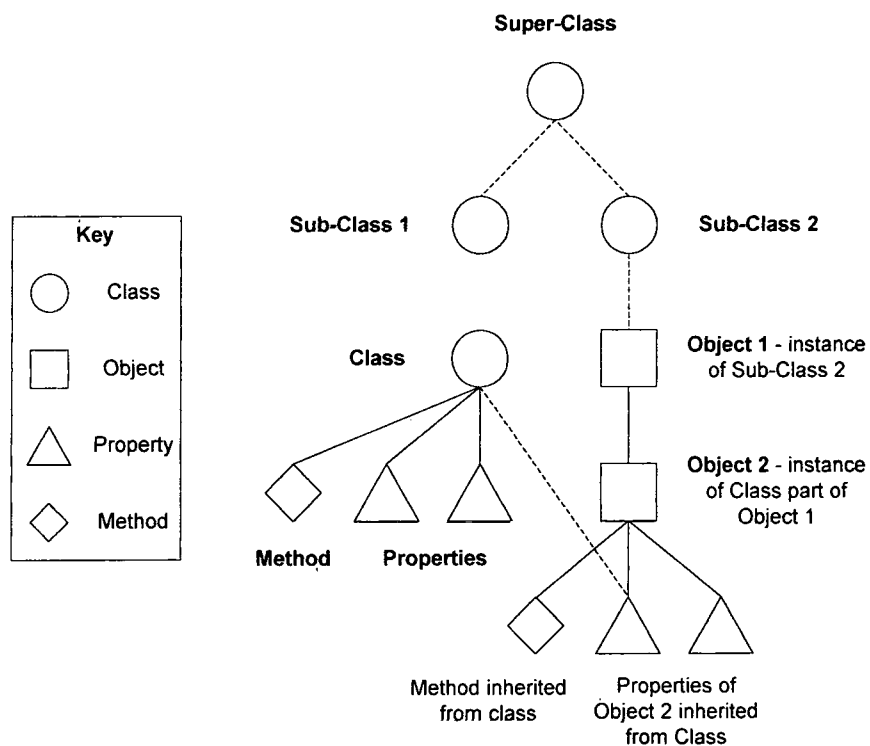 Super-Class
Sub-Class 1
Sub-Class 2
Key
Class
Object
Property
Method
Class
Object 1 - instance
of Sub-Class 2
Object 2 - instance
of Class part of
Object 1
Method
Properties
Method inherited
from class
Properties of
Object 2 inherited
from Class